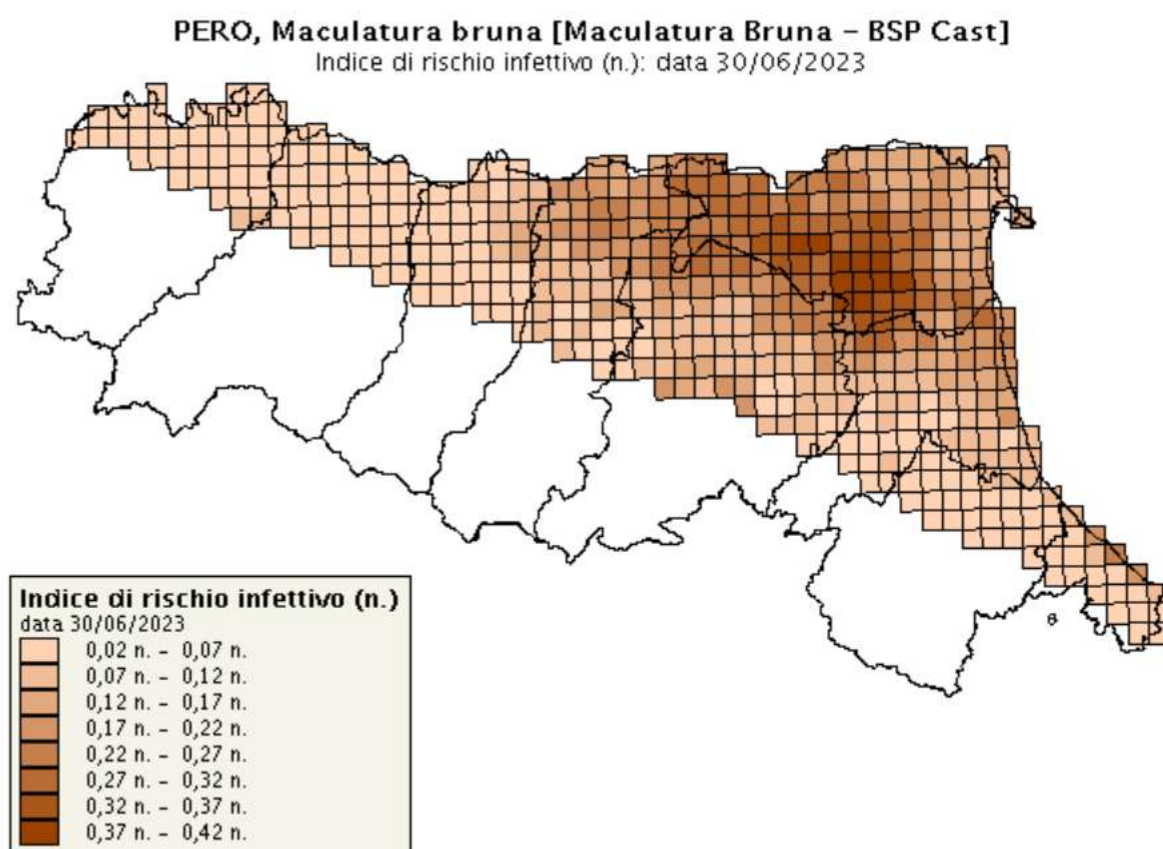 PERO, Maculatura bruna [Maculatura Bruna – BSP Cast]
Indice di rischio infettivo (n.): data 30/06/2023
Indice di rischio infettivo (n.)
data 30/06/2023
0,02 n. – 0,07 n.
0,07 n. – 0,12 n.
0,12 n. – 0,17 n.
0,17 n. – 0,22 n.
0,22 n. – 0,27 n.
0,27 n. – 0,32 n.
0,32 n. – 0,37 n.
0,37 n. – 0,42 n.